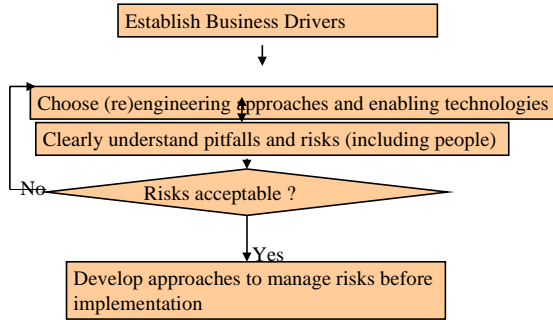 Establish Business Drivers
Choose (re)engineering approaches and enabling technologies
Clearly understand pitfalls and risks (including people)
No
Risks acceptable ?
Yes
Develop approaches to manage risks before
implementation